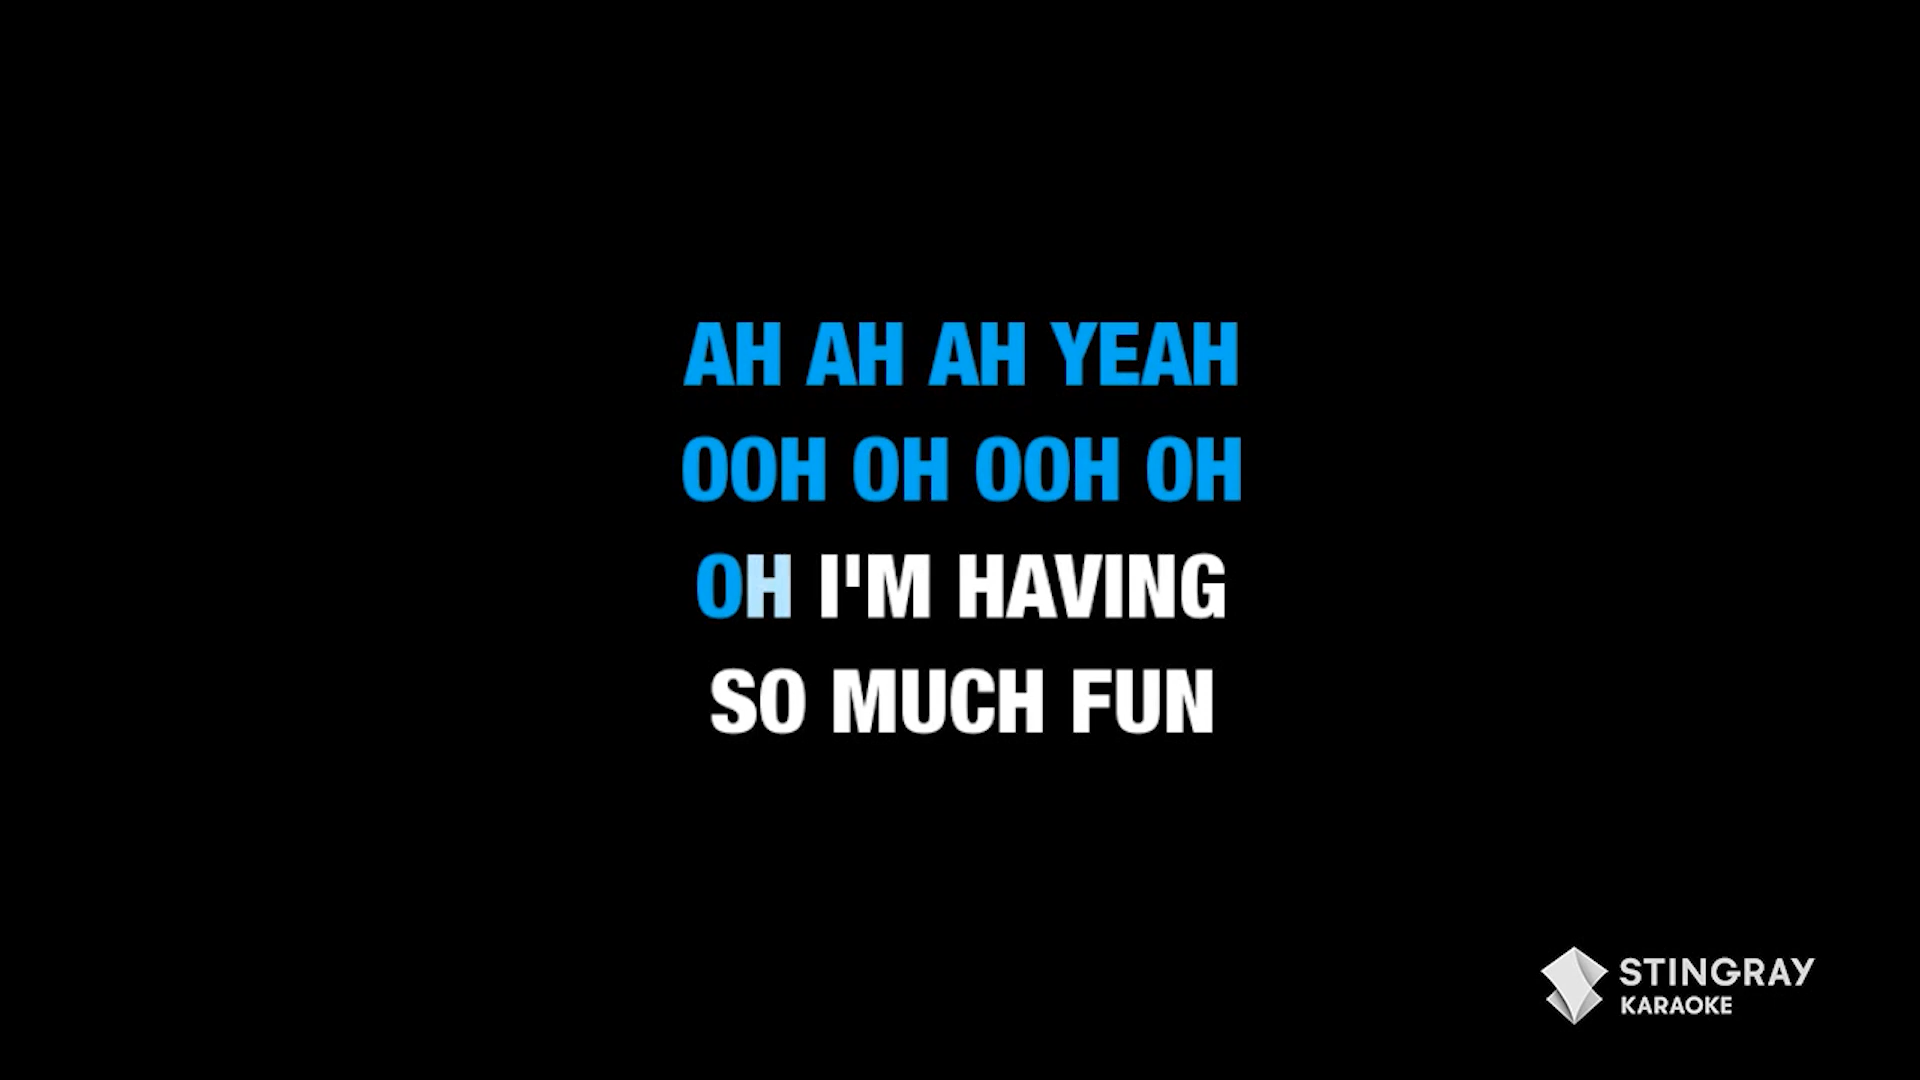 AH AH AH YEAH
OOH OH OOH OH
OH I'M HAVING
SO MUCH FUN
STINGRAY
KARAOKE